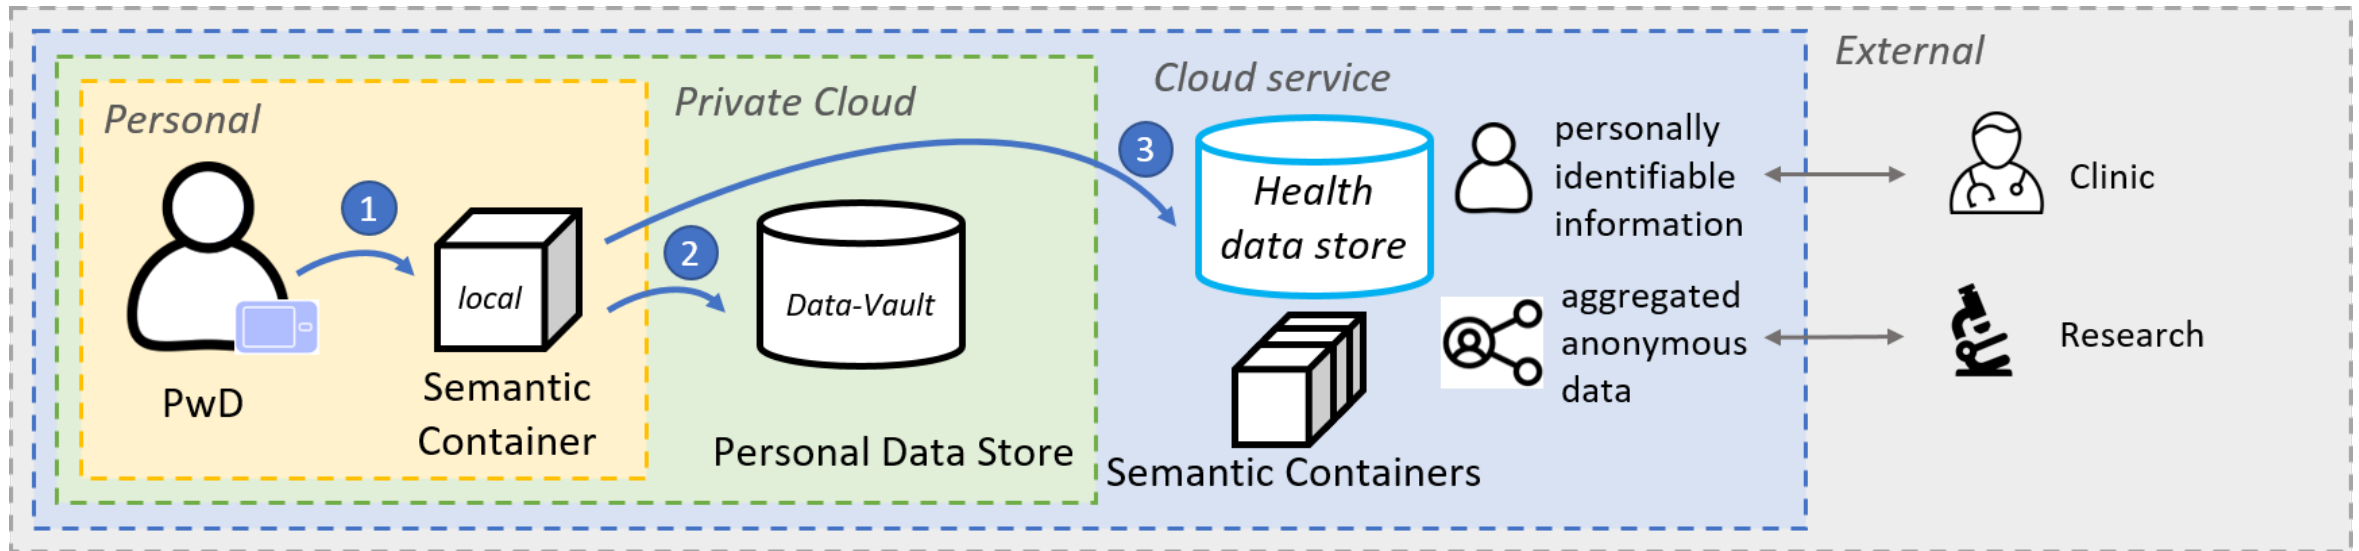 Personal
PwD
1
local
Semantic
Container
Private Cloud
2
Data-Vault
Personal Data Store
Cloud service
3
Health
data store
Semantic Containers
personally
identifiable
information
aggregated
anonymous
data
External
Clinic
Research